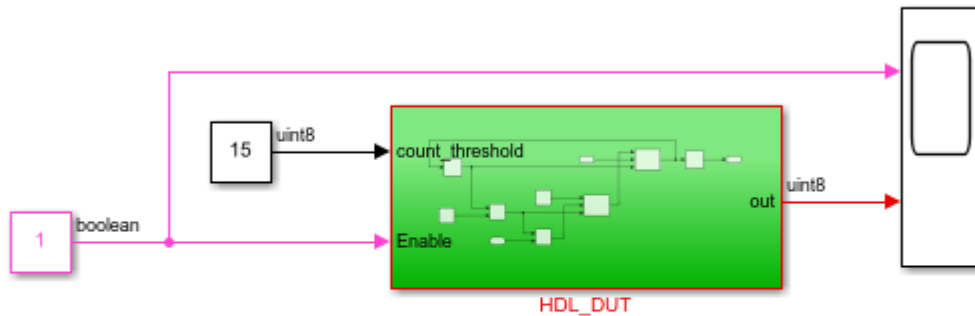 15
uint8
count_threshold
uint8
out
1
boolean
Enable
HDL_DUT